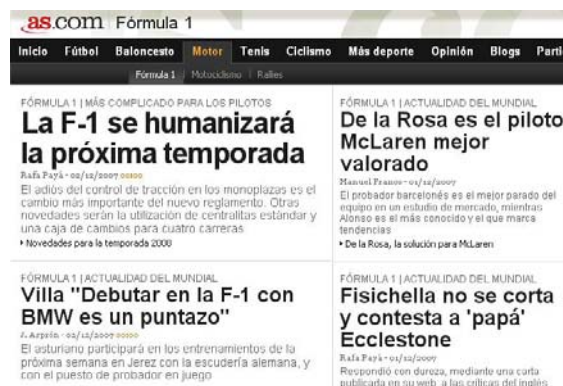 as.com Fórmula 1
Inicio Fútbol Baloncesto Motor Tenis Ciclismo Más deporte Opinión Blogs Parti
Fórmula 1 Motociclismo Rallies
FÓRMULA 1 | MÁS COMPLICADO PARA LOS PILOTOS
La F-1 se humanizará
la próxima temporada
Rafa Payá - 02/12/2007
El adiós del control de tracción en los monoplazas es el
cambio más importante del nuevo reglamento. Otras
novedades serán la utilización de centralitas estándar y
una caja de cambios para cuatro carreras
Novedades para la temporada 2008
FÓRMULA 1 | ACTUALIDAD DEL MUNDIAL
De la Rosa es el piloto
McLaren mejor
valorado
Manuel Franco - 01/12/2007
El probador barcelonés es el mejor parado del
equipo en un estudio de mercado, mientras
Alonso es el más conocido y el que marca
tendencias
De la Rosa, la solución para McLaren
FÓRMULA 1 | ACTUALIDAD DEL MUNDIAL
Villa "Debutar en la F-1 con
BMW es un puntazo"
01/12/2007
El asturiano participará en los entrenamientos de la
próxima semana en Jerez con la escudería alemana, y
con el puesto de probador en juego
FÓRMULA 1 | ACTUALIDAD DEL MUNDIAL
Fisichella no se corta
y contesta a 'papá'
Ecclestone
Rafa Payá - 01/12/2007
Respondió con dureza, mediante una carta
publicada en su web, a las críticas del inglés